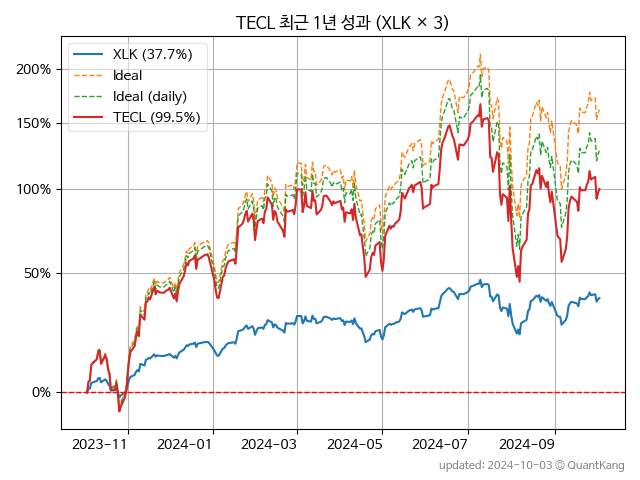 TECL 최근 1년 성과 (XLK × 3)
XLK (37.7%)
Ideal
Ideal (daily)
TECL (99.5%)
200%
150%
100%
50%
0%
2023-11
2024-01
2024-03
2024-05
2024-07
2024-09
updated: 2024-10-03 © QuantKang